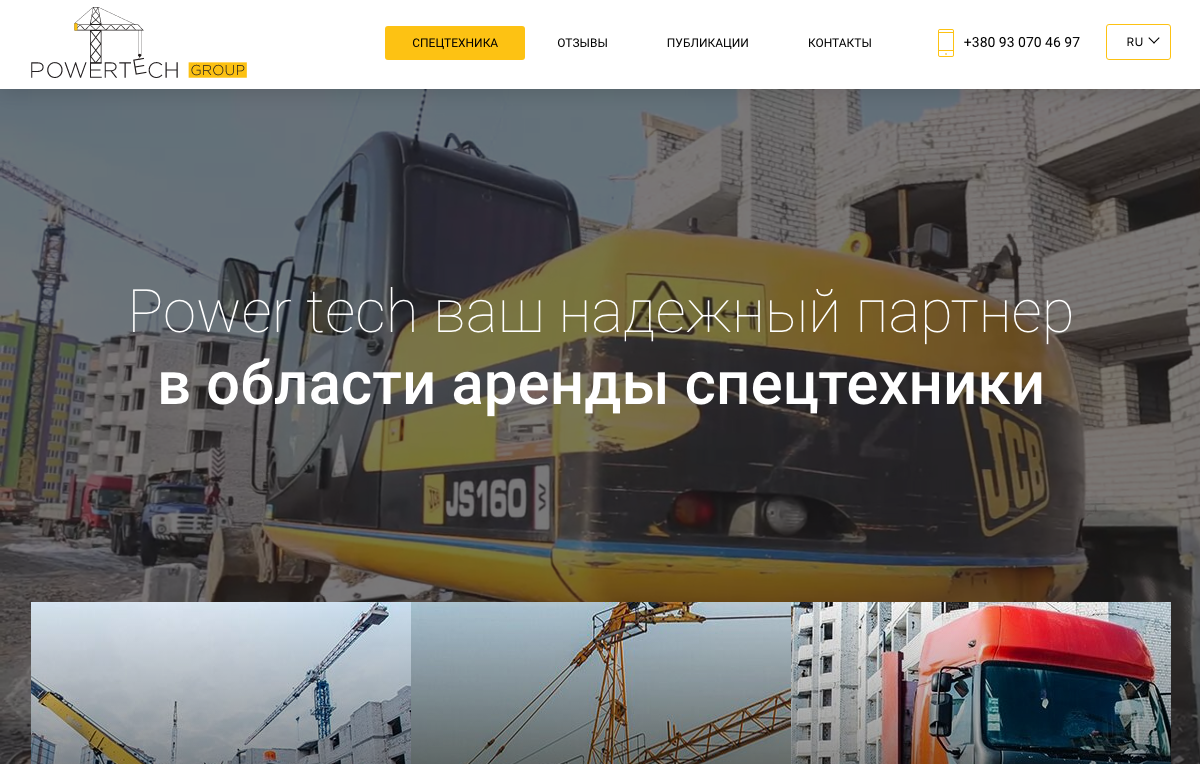 POWERTECH GROUP
СПЕЦТЕХНИКА
ОТЗЫВЫ
ПУБЛИКАЦИИ
КОНТАКТЫ
+380 93 070 46 97
RU
Power tech ваш надежный партнер
в области аренды спецтехники
JCB
JCB
JS160
W